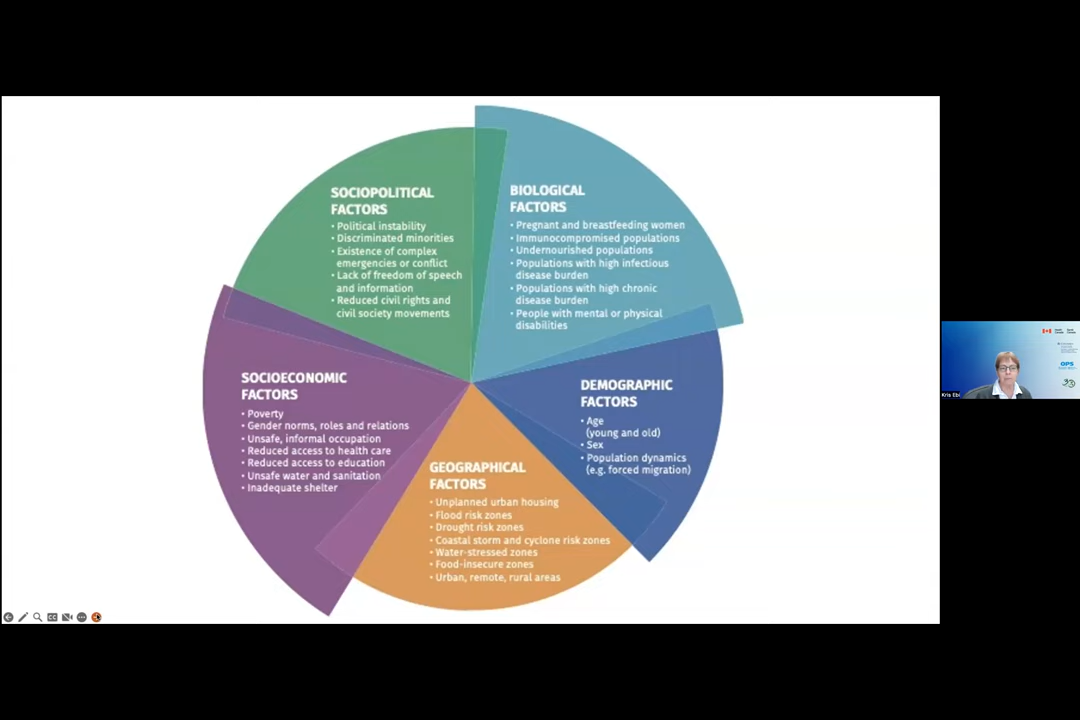 SOCIOPOLITICAL
FACTORS
• Political instability
• Discriminated minorities
• Existence of complex
emergencies or conflict
• Lack of freedom of speech
and information
• Reduced civil rights and
civil society movements
BIOLOGICAL
FACTORS
• Pregnant and breastfeeding women
• Immunocompromised populations
• Undernourished populations
• Populations with high infectious
disease burden
• Populations with high chronic
disease burden
• People with mental or physical
disabilities
SOCIOECONOMIC
FACTORS
• Poverty
• Gender norms, roles and relations
• Unsafe, informal occupation
• Reduced access to health care
• Reduced access to education
• Unsafe water and sanitation
• Inadequate shelter
DEMOGRAPHIC
FACTORS
• Age
(young and old)
• Sex
• Population dynamics
(e.g. forced migration)
GEOGRAPHICAL
FACTORS
• Unplanned urban housing
• Flood risk zones
• Drought risk zones
• Coastal storm and cyclone risk zones
• Water-stressed zones
• Food-insecure zones
• Urban, remote, rural areas
OPS
Kris Ebi